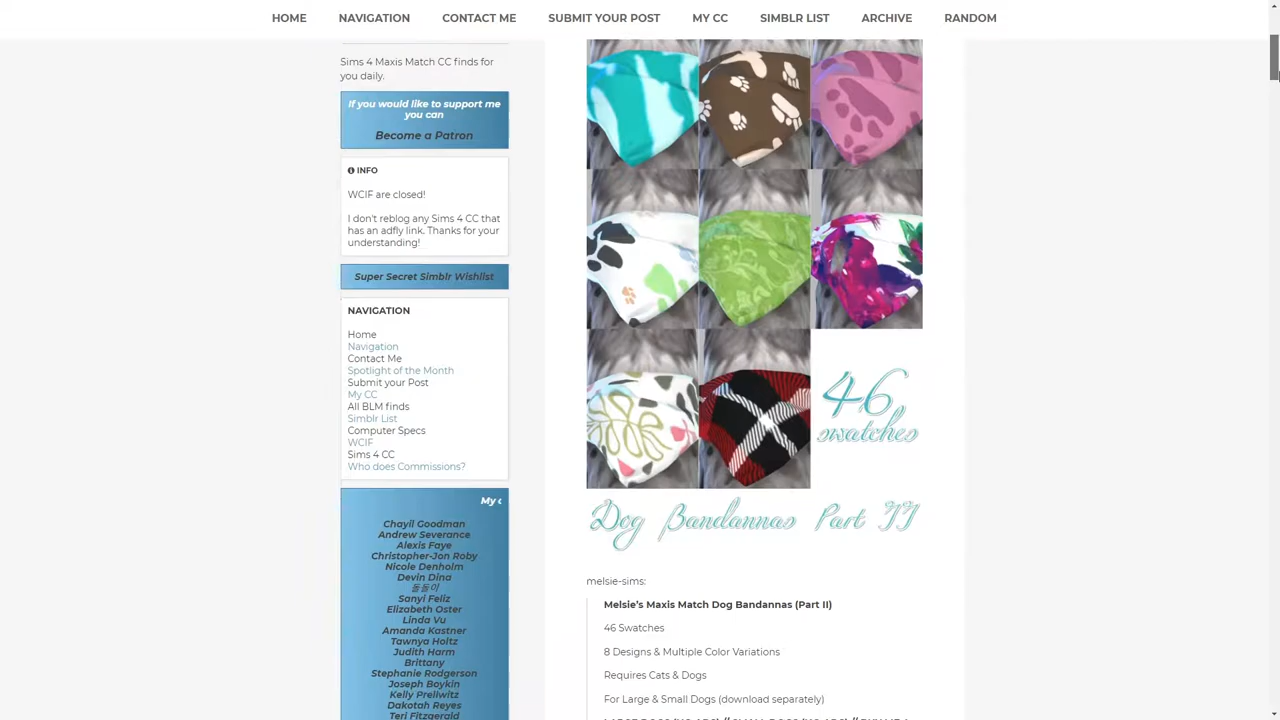 HOME NAVIGATION CONTACT ME SUBMIT YOUR POST MY CC SIMBLR LIST ARCHIVE RANDOM
Sims 4 Maxis Match CC finds for
you daily.
If you would like to support me
you can
Become a Patron
INFO
WCIF are closed!
I don't reblog any Sims 4 CC that
has an adfly link. Thanks for your
understanding!
Super Secret Simblr Wishlist
NAVIGATION
Home
Navigation
Contact Me
Spotlight of the Month
Submit your Post
My CC
All BLM finds
Simblr List
Computer Specs
WCIF
Sims 4 CC
Who does Commissions?
My
Chayil Goodman
Andrew Severance
Alexis Faye
Christopher-Jon Roby
Nicole Denholm
Devin Dina
돌돌이
Sanyi Feliz
Elizabeth Oster
Linda Vu
Amanda Kastner
Tawnya Holtz
Judith Harm
Brittany
Stephanie Rodgerson
Joseph Boykin
Kelly Prellwitz
Dakotah Reyes
Teri Fitzgerald
46
swatches
Dog Bandannas Part II
melsie-sims:
Melsie's Maxis Match Dog Bandannas (Part II)
46 Swatches
8 Designs & Multiple Color Variations
Requires Cats & Dogs
For Large & Small Dogs (download separately)